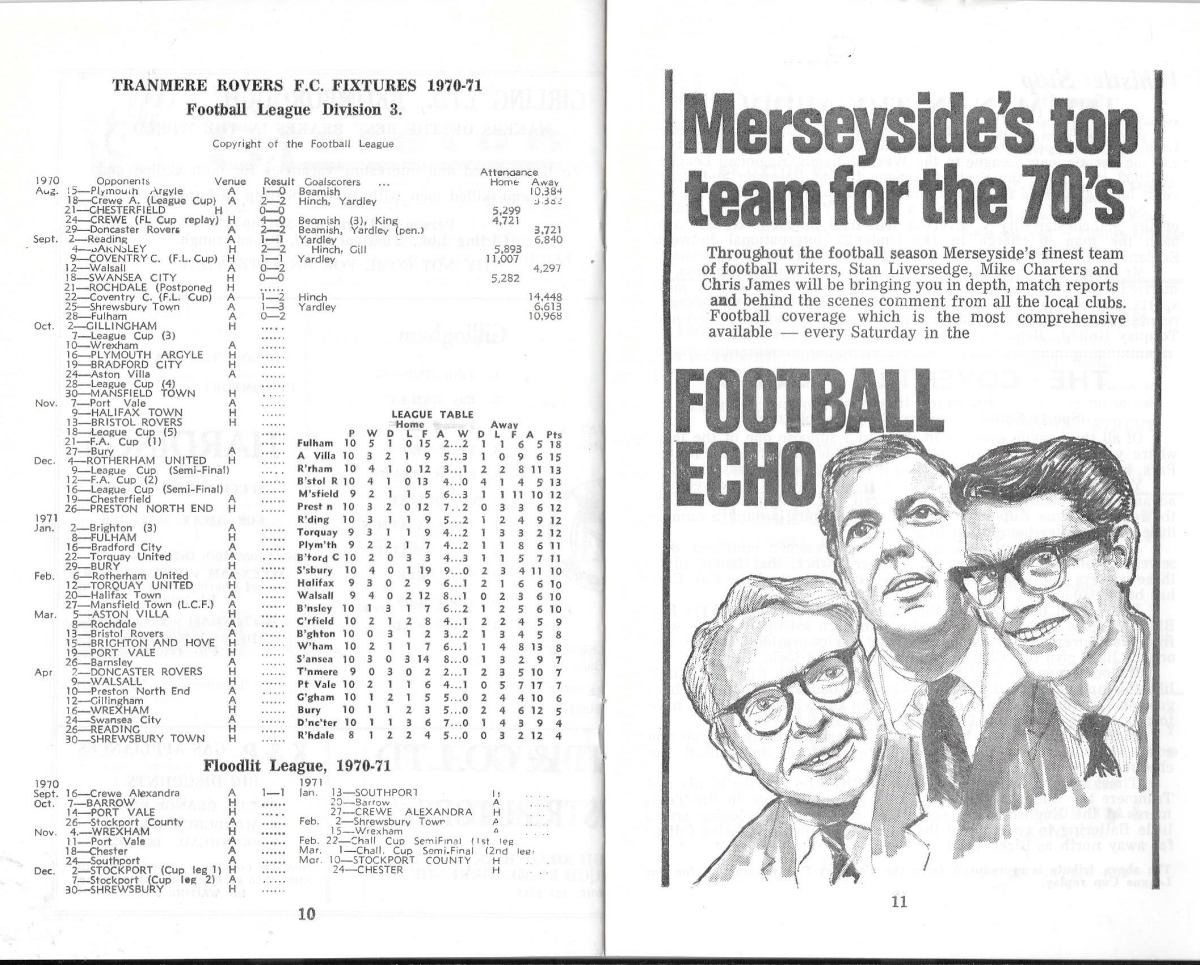 TRANMERE ROVERS F.C. FIXTURES 1970-71
Football League Division 3.
Copyright of the Football League
Attendance
1970 Opponents Venue Result Goalscorers ... Home Away
Aug. 15—Plymouth Argyle A 1—0 Beamish 10,384
18—Crewe A. (League Cup) A 2—2 Hinch, Yardley
21—CHESTERFIELD H 0—0 5,299
24—CREWE (FL Cup replay) H 4—0 Beamish (3), King 4,721
29—Doncaster Rovers A 2—2 Beamish, Yardley (pen.) 3,721
Sept. 2—Reading A 1—1 Yardley 6,840
4—BARNSLEY H 2—2 Hinch, Gill 5,893
9—COVENTRY C. (F.L. Cup) H 1—1 Yardley 11,007
12—Walsall A 0—2 4,297
18—SWANSEA CITY H 0—0 5,282
21—ROCHDALE (Postponed H ......
22—Coventry C. (F.L. Cup) A 1—2 Hinch 14,448
25—Shrewsbury Town A 1—3 Yardley 6,613
28—Fulham A 0—2 10,968
Oct. 2—GILLINGHAM H ......
7—League Cup (3) ......
10—Wrexham A ......
16—PLYMOUTH ARGYLE H ......
19—BRADFORD CITY H ......
24—Aston Villa A ......
28—League Cup (4) ......
30—MANSFIELD TOWN H ......
Nov. 7—Port Vale A ......
9—HALIFAX TOWN H ......
13—BRISTOL ROVERS H ......
18—League Cup (5) ......
21—F.A. Cup (1) ......
27—Bury A ......
Dec. 4—ROTHERHAM UNITED H ......
9—League Cup (Semi-Final) ......
12—F.A. Cup (2) ......
16—League Cup (Semi-Final) ......
19—Chesterfield A ......
26—PRESTON NORTH END H ......
1971
Jan. 2—Brighton (3) A ......
8—FULHAM H ......
16—Bradford City A ......
22—Torquay United A ......
29—BURY H ......
Feb. 6—Rotherham United A ......
12—TORQUAY UNITED H ......
20—Halifax Town A ......
27—Mansfield Town (L.C.F.) A ......
Mar. 5—ASTON VILLA H ......
8—Rochdale A ......
13—Bristol Rovers A ......
15—BRIGHTON AND HOVE H ......
19—PORT VALE H ......
26—Barnsley A ......
Apr 2—DONCASTER ROVERS H ......
9—WALSALL H ......
10—Preston North End A ......
12—Gillingham A ......
16—WREXHAM H ......
24—Swansea City A ......
26—READING H ......
30—SHREWSBURY TOWN H ......
LEAGUE TABLE
Home Away
P W D L F A W D L F A Pts
Fulham 10 5 1 0 15 2...2 1 1 6 5 18
A Villa 10 3 2 1 9 5...3 1 0 9 6 15
R'ham 10 4 1 0 12 3...1 2 2 8 11 13
B'stol R 10 4 1 0 13 4...0 4 1 4 5 13
M'sfield 9 2 1 1 5 6...3 1 1 11 10 12
Prest n 10 3 2 0 12 7..2 0 3 3 6 12
R'ding 10 3 1 1 9 5...2 1 2 4 9 12
Torquay 9 3 1 1 9 4...2 1 3 3 2 12
Plym'th 9 2 2 1 7 4...2 1 1 8 6 11
B'tord C 10 2 0 3 3 4...3 1 1 5 7 11
S'sbury 10 4 0 1 19 9...0 2 3 4 11 10
Halifax 9 3 0 2 9 6...1 2 1 6 6 10
Walsall 9 4 0 2 12 8...1 0 2 3 6 10
B'nsley 10 1 3 1 7 6...2 1 2 5 6 10
C'rfield 10 2 1 2 8 4...1 2 2 4 5 9
B'ghton 10 0 3 1 2 3...2 1 3 4 5 8
W'ham 10 2 1 1 7 6...1 1 4 8 13 8
S'ansea 10 3 0 3 14 8...0 1 3 2 9 7
T'nmere 9 0 3 0 2 2...1 2 3 5 10 7
Pt Vale 10 2 1 1 6 4...1 0 5 7 17 7
G'gham 10 1 2 1 5 5...0 2 4 4 10 6
Bury 10 1 1 2 3 5...0 2 4 6 12 5
D'nc'ter 10 1 1 3 6 7...0 1 4 3 9 4
R'hdale 8 1 2 2 4 5...0 0 3 2 12 4
Floodlit League, 1970-71
1970
Sept. 16—Crewe Alexandra A 1—1
Oct. 7—BARROW H ......
14—PORT VALE H ......
26—Stockport County A ......
Nov. 4.—WREXHAM H ......
11—Port Vale A ......
18—Chester A ......
24—Southport A ......
Dec. 2—STOCKPORT (Cup leg 1) H ......
7—Stockport (Cup leg 2) A ......
30—SHREWSBURY H ......
1971
Jan. 13—SOUTHPORT
20—Barrow A
27—CREWE ALEXANDRA H
Feb. 2—Shrewsbury Town A
15—Wrexham A
Feb. 22—Chall Cup SemiFinal (1st leg
Mar. 1—Chall. Cup Semi.Final (2nd leg
Mar. 10—STOCKPORT COUNTY H
24—CHESTER H
10
Merseyside's top
team for the 70's
Throughout the football season Merseyside's finest team
of football writers, Stan Liversedge, Mike Charters and
Chris James will be bringing you in depth, match reports
and behind the scenes comment from all the local clubs.
Football coverage which is the most comprehensive
available — every Saturday in the
FOOTBALL
ECHO
11